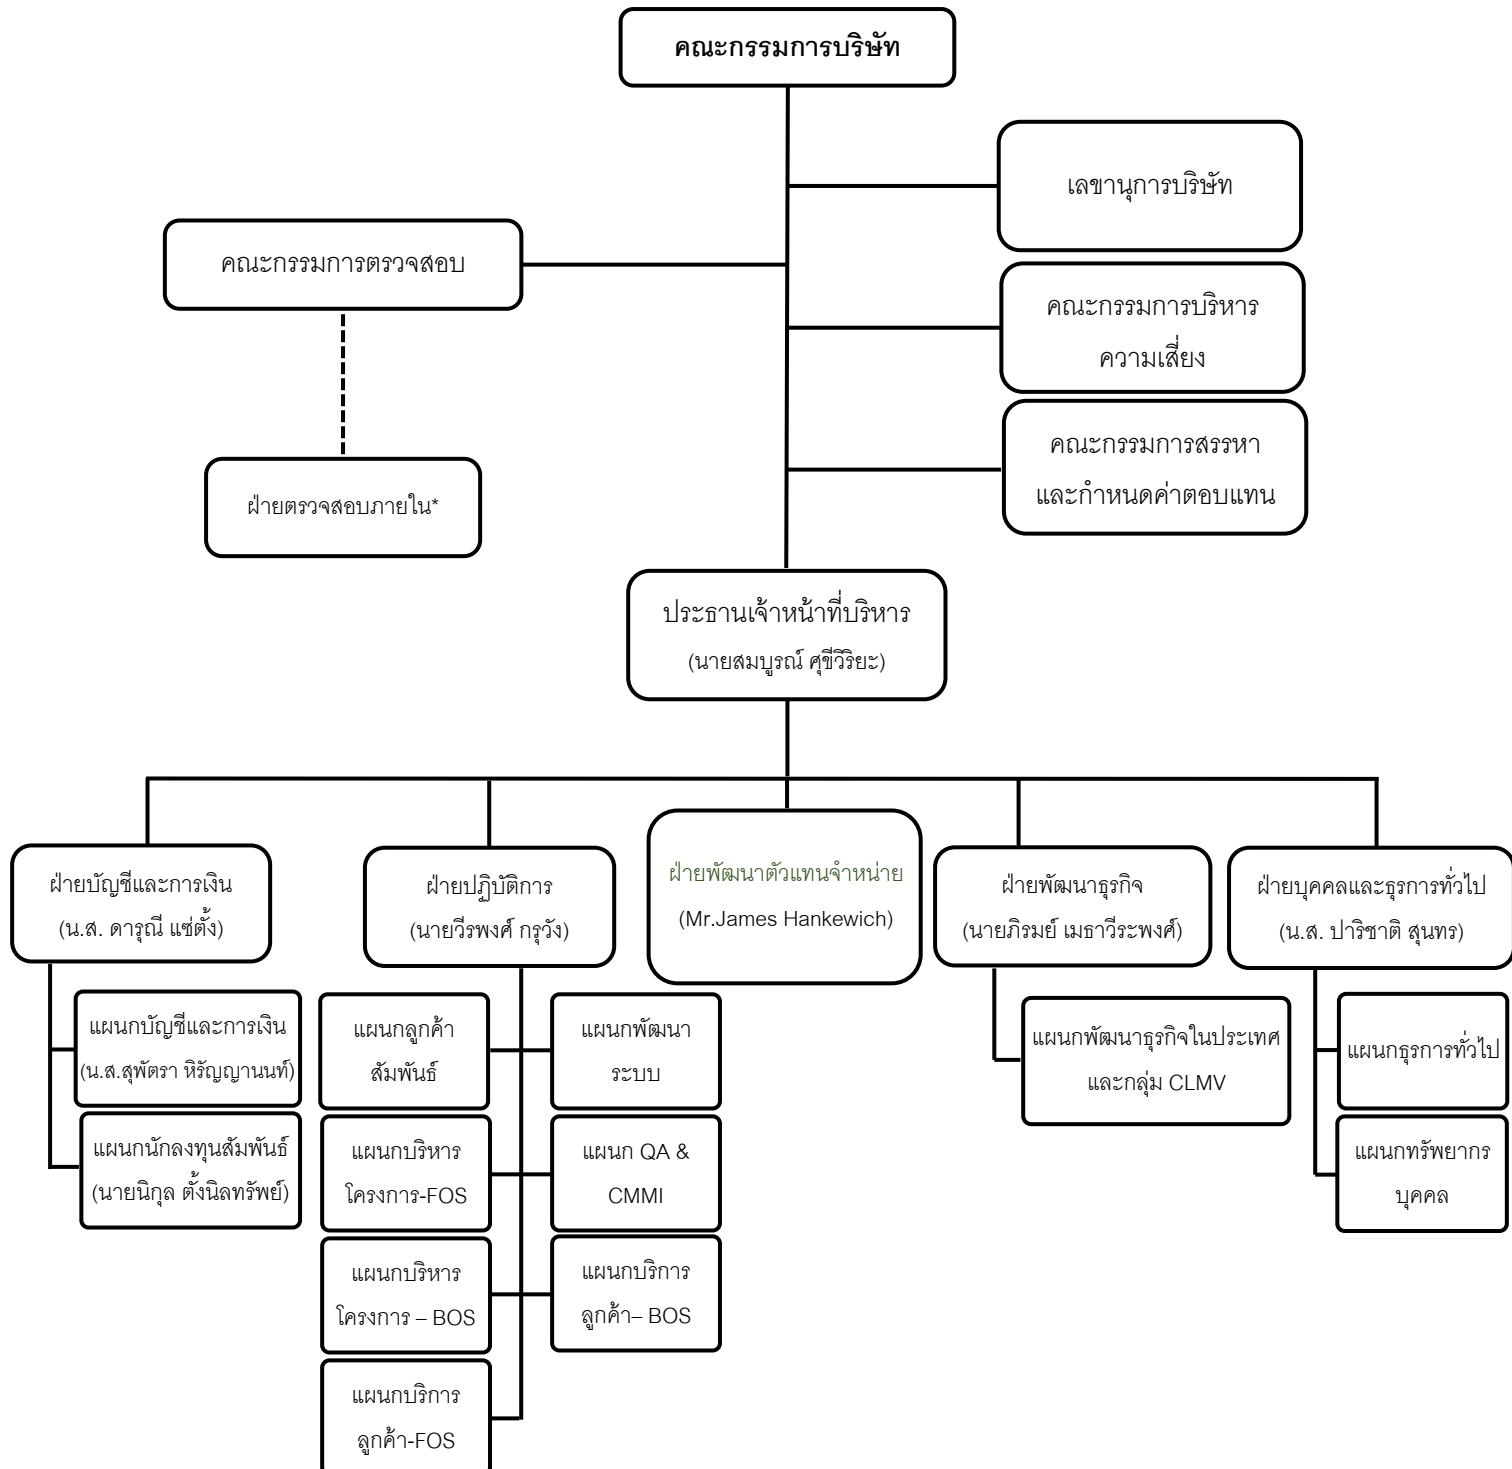 คณะกรรมการบริษัท
เลขานุการบริษัท
คณะกรรมการตรวจสอบ
คณะกรรมการบริหาร
ความเสี่ยง
คณะกรรมการสรรหา
และกำหนดค่าตอบแทน
ฝ่ายตรวจสอบภายใน*
ประธานเจ้าหน้าที่บริหาร
(นายสมบูรณ์ ศุขีวิริยะ)
ฝ่ายบัญชีและการเงิน
(น.ส. ดารุณี แซ่ตั้ง)
ฝ่ายปฏิบัติการ
(นายวีรพงศ์ กรุวัง)
ฝ่ายพัฒนาตัวแทนจำหน่าย
(Mr.James Hankewich)
ฝ่ายพัฒนาธุรกิจ
(นายภิรมย์ เมธาวีระพงศ์)
ฝ่ายบุคคลและธุรการทั่วไป
(น.ส. ปาริชาติ สุนทร)
แผนกบัญชีและการเงิน
(น.ส.สุพัตรา หิรัญญานนท์)
แผนกนักลงทุนสัมพันธ์
(นายนิกุล ตั้งนิลทรัพย์)
แผนกลูกค้า
สัมพันธ์
แผนกพัฒนา
ระบบ
แผนกบริหาร
โครงการ-FOS
แผนก QA &
CMMI
แผนกบริหาร
โครงการ – BOS
แผนกบริการ
ลูกค้า– BOS
แผนกบริการ
ลูกค้า-FOS
แผนกพัฒนาธุรกิจในประเทศ
และกลุ่ม CLMV
แผนกธุรการทั่วไป
แผนกทรัพยากร
บุคคล